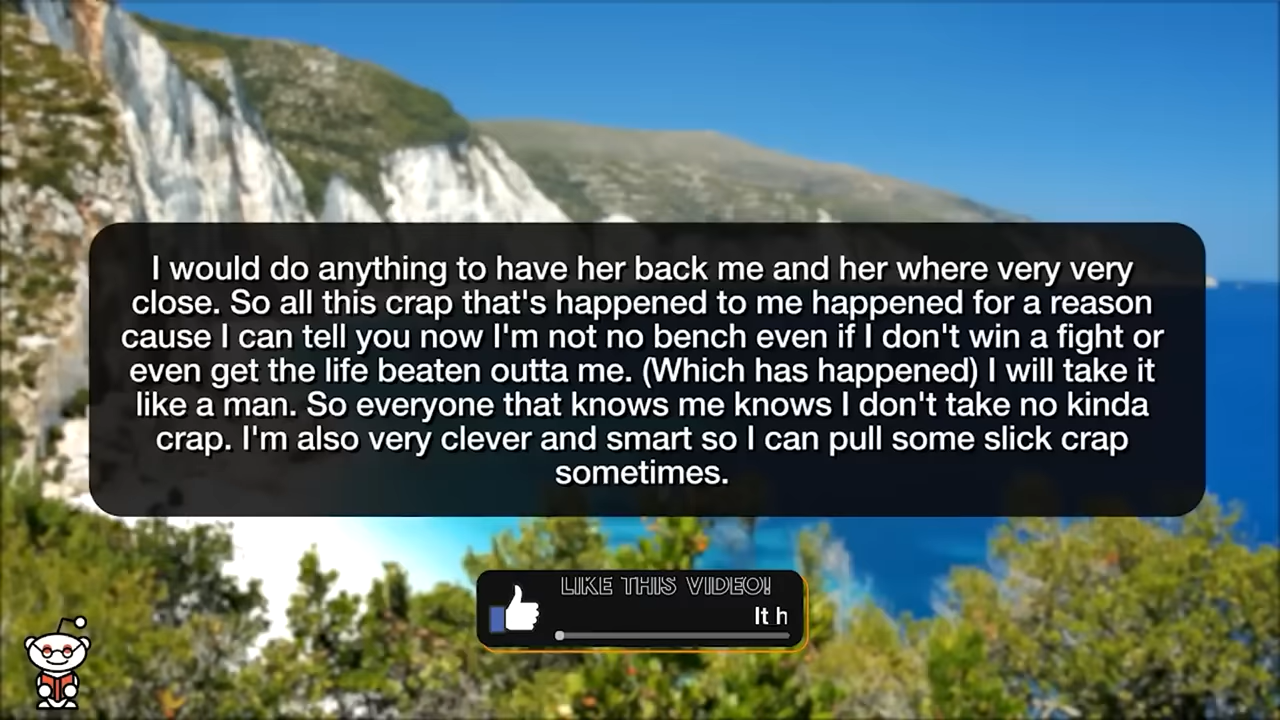 I would do anything to have her back me and her where very very
close. So all this crap that's happened to me happened for a reason
cause I can tell you now I'm not no bench even if I don't win a fight or
even get the life beaten outta me. (Which has happened) I will take it
like a man. So everyone that knows me knows I don't take no kinda
crap. I'm also very clever and smart so I can pull some slick crap
sometimes.
LIKE THIS VIDEO!
It h